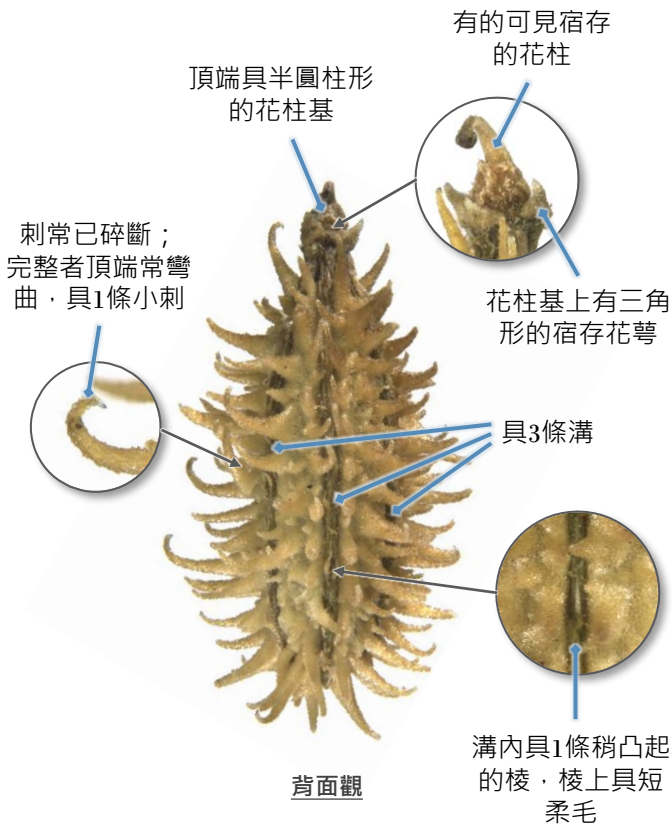 有的可見宿存
的花柱
頂端具半圓柱形
的花柱基
刺常已碎斷；
完整者頂端常彎
曲，具1條小刺
花柱基上有三角
形的宿存花萼
具3條溝
溝內具1條稍凸起
的棱，棱上具短
柔毛
背面觀